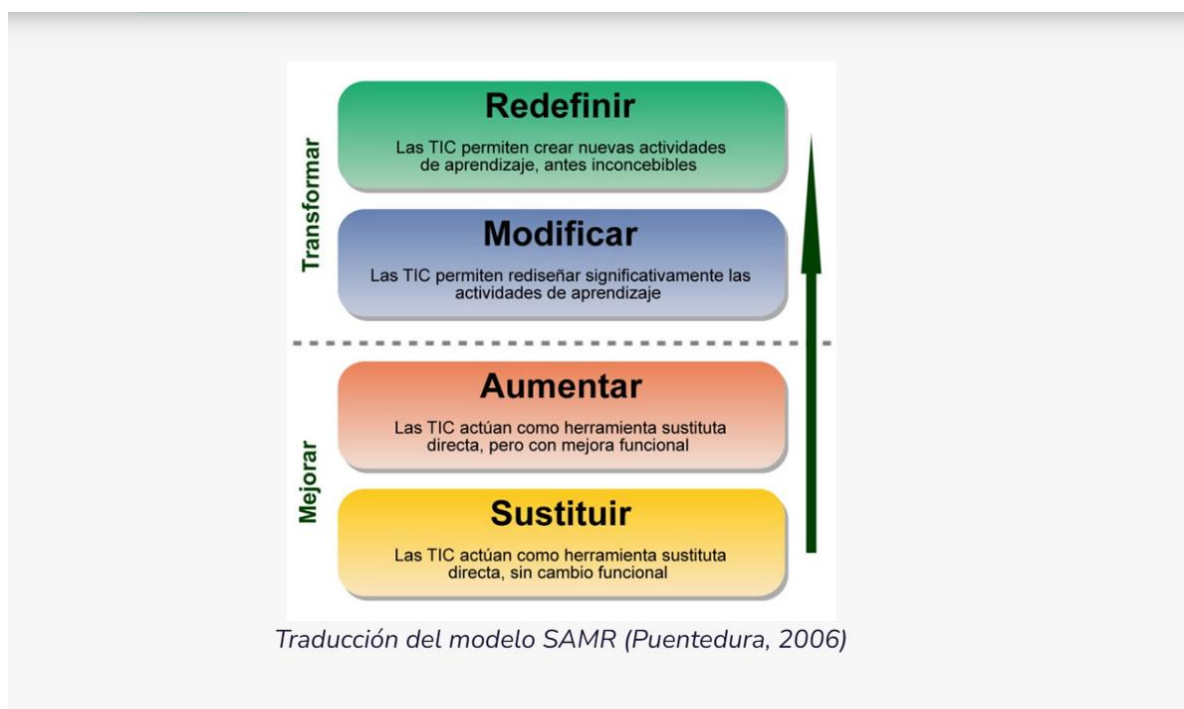 Transformar
Redefinir
Las TIC permiten crear nuevas actividades
de aprendizaje, antes inconcebibles
Modificar
Las TIC permiten rediseñar significativamente las
actividades de aprendizaje
Mejorar
Aumentar
Las TIC actúan como herramienta sustituta
directa, pero con mejora funcional
Sustituir
Las TIC actúan como herramienta sustituta
directa, sin cambio funcional
Traducción del modelo SAMR (Puentedura, 2006)